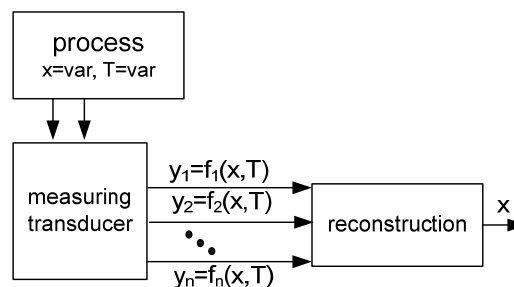 process
x=var, T=var
measuring
transducer
y₁=f₁(x,T)
y₂=f₂(x,T)
yₙ=fₙ(x,T)
reconstruction
x